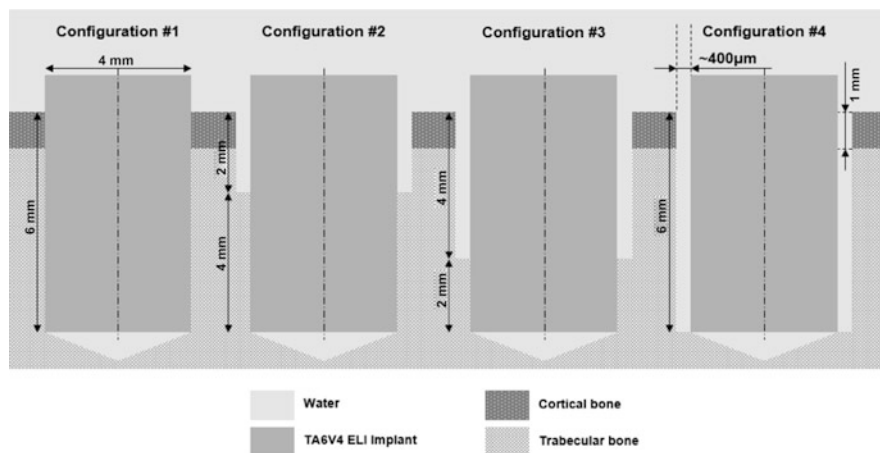 Configuration #1
Configuration #2
Configuration #3
Configuration #4
4 mm
~400µm
1 mm
6 mm
2 mm
4 mm
4 mm
2 mm
6 mm
Water
Cortical bone
TA6V4 ELI Implant
Trabecular bone